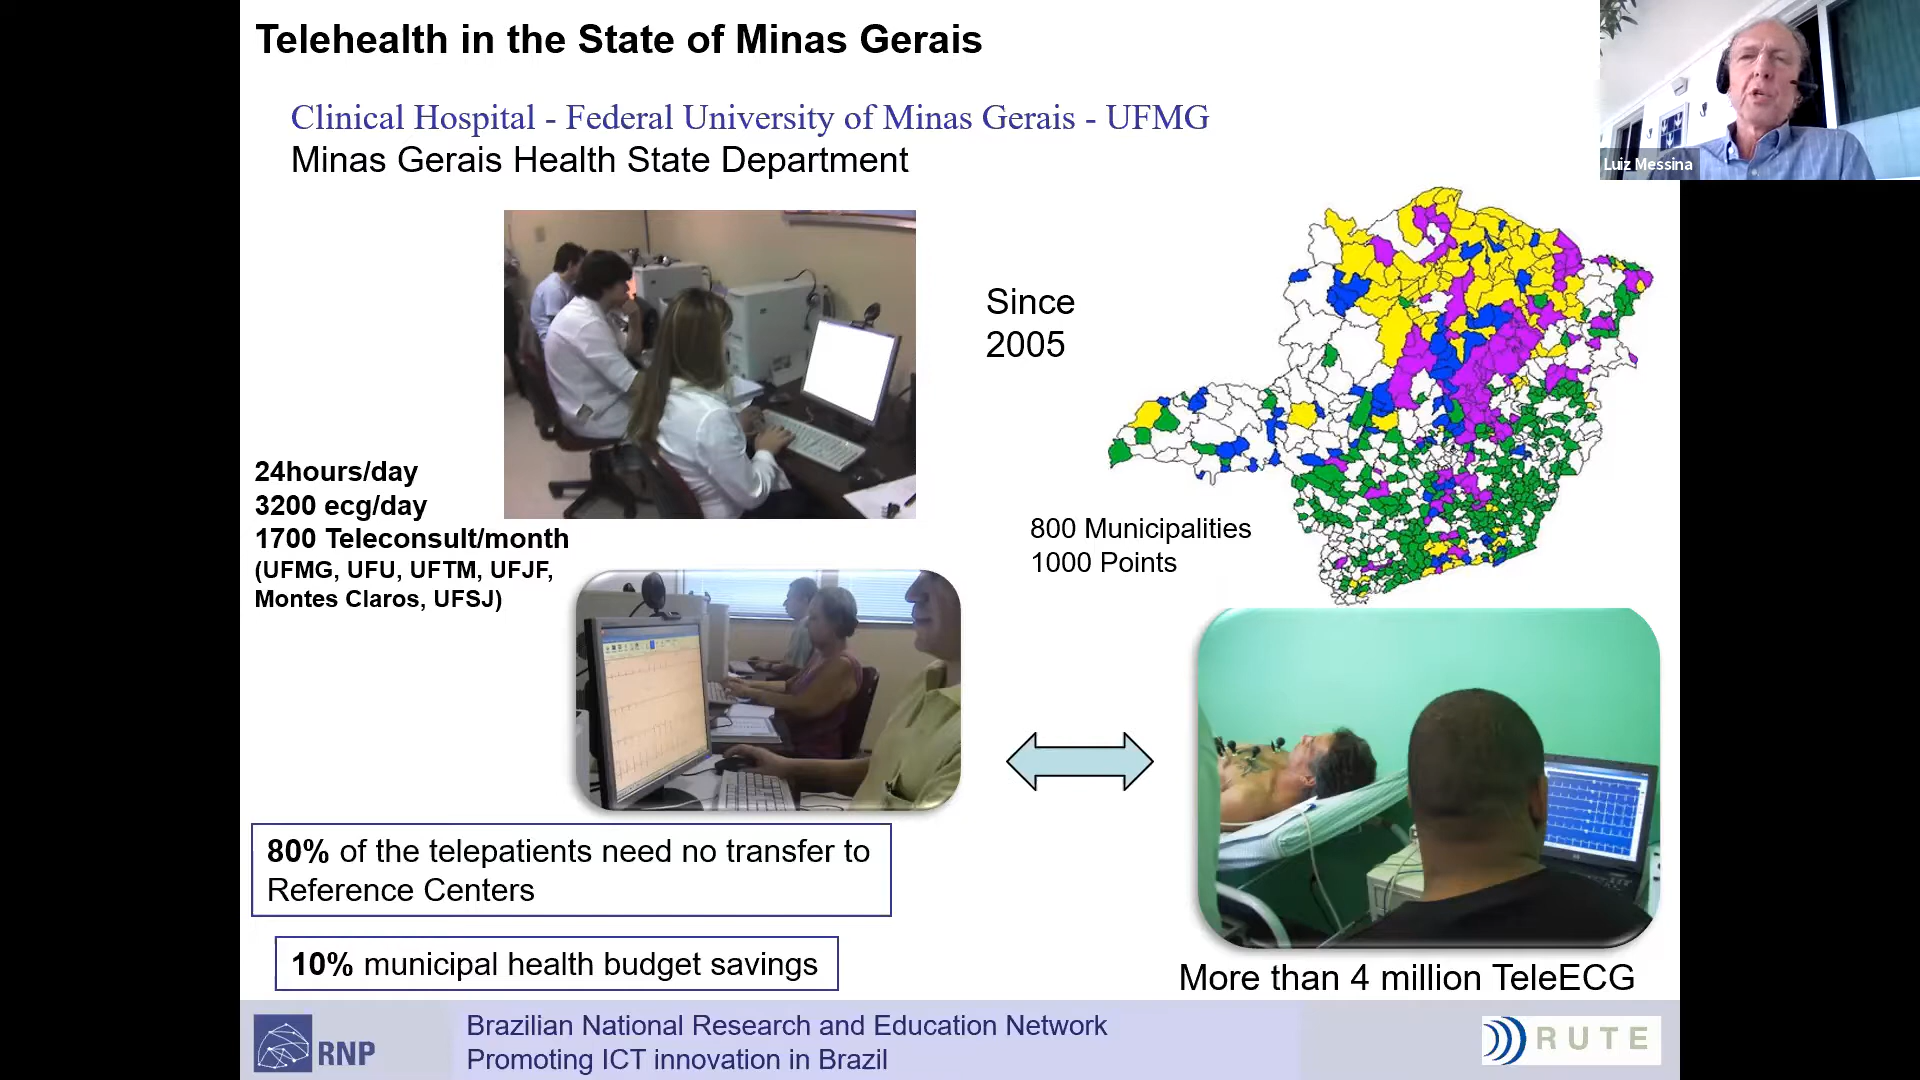 Telehealth in the State of Minas Gerais
Clinical Hospital - Federal University of Minas Gerais - UFMG
Minas Gerais Health State Department
Luiz Messina
Since
2005
24hours/day
3200 ecg/day
1700 Teleconsult/month
(UFMG, UFU, UFTM, UFJF,
Montes Claros, UFSJ)
800 Municipalities
1000 Points
80% of the telepatients need no transfer to
Reference Centers
10% municipal health budget savings
More than 4 million TeleECG
RNP
Brazilian National Research and Education Network
Promoting ICT innovation in Brazil
RUTE